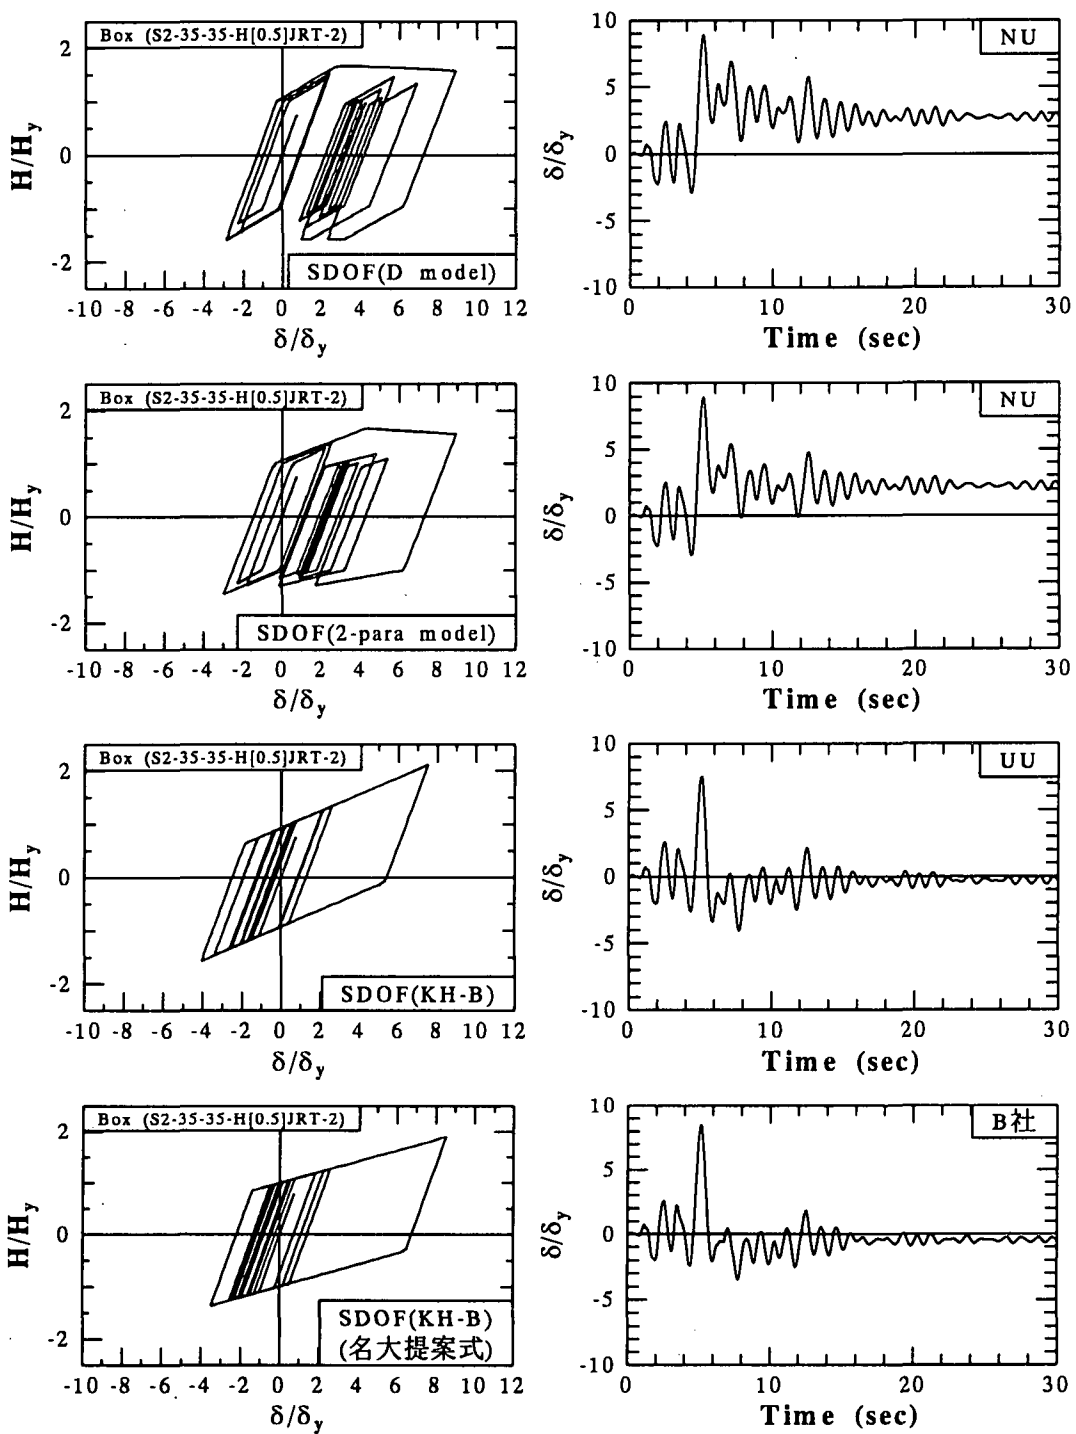 Box (S2-35-35-H[0.5]JRT-2)
2
0
-2
H/Hy
SDOF(D model)
-10 -8 -6 -4 -2 0 2 4 6 8 10 12
δ/δy
NU
10
5
0
-5
-10
δ/δy
0 10 20 30
Time (sec)
Box (S2-35-35-H[0.5]JRT-2)
2
0
-2
H/Hy
SDOF(2-para model)
-10 -8 -6 -4 -2 0 2 4 6 8 10 12
δ/δy
NU
10
5
0
-5
-10
δ/δy
0 10 20 30
Time (sec)
Box (S2-35-35-H[0.5]JRT-2)
2
0
-2
H/Hy
SDOF(KH-B)
-10 -8 -6 -4 -2 0 2 4 6 8 10 12
δ/δy
UU
10
5
0
-5
-10
δ/δy
0 10 20 30
Time (sec)
Box (S2-35-35-H[0.5]JRT-2)
2
0
-2
H/Hy
SDOF(KH-B)
(名大提案式)
-10 -8 -6 -4 -2 0 2 4 6 8 10 12
δ/δy
B社
10
5
0
-5
-10
δ/δy
0 10 20 30
Time (sec)